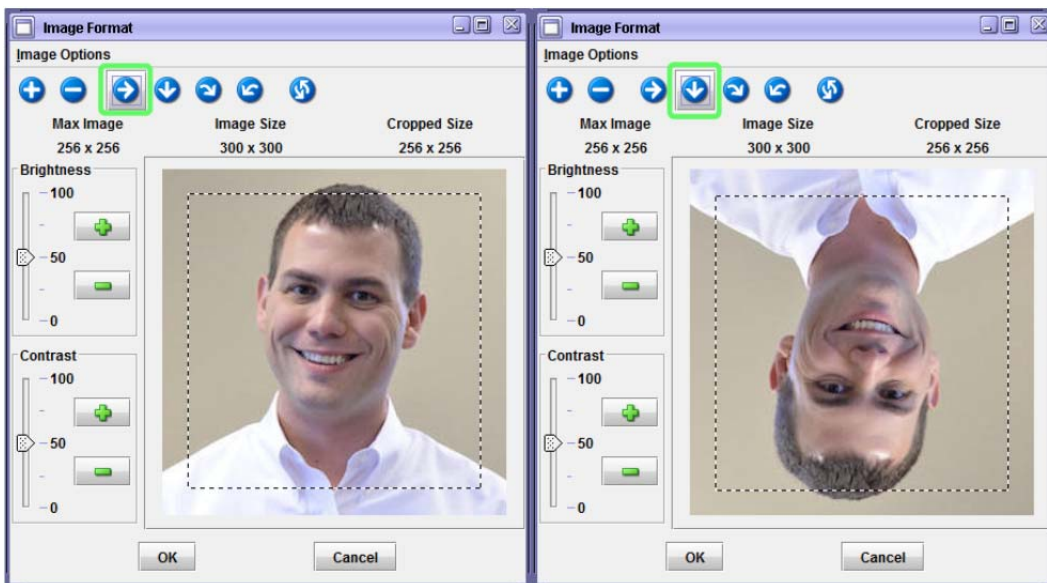 Image Format
Image Options
Max Image Image Size Cropped Size
256 x 256 300 x 300 256 x 256
Brightness
100
50
0
Contrast
100
50
0
OK Cancel
Image Format
Image Options
Max Image Image Size Cropped Size
256 x 256 300 x 300 256 x 256
Brightness
100
50
0
Contrast
100
50
0
OK Cancel